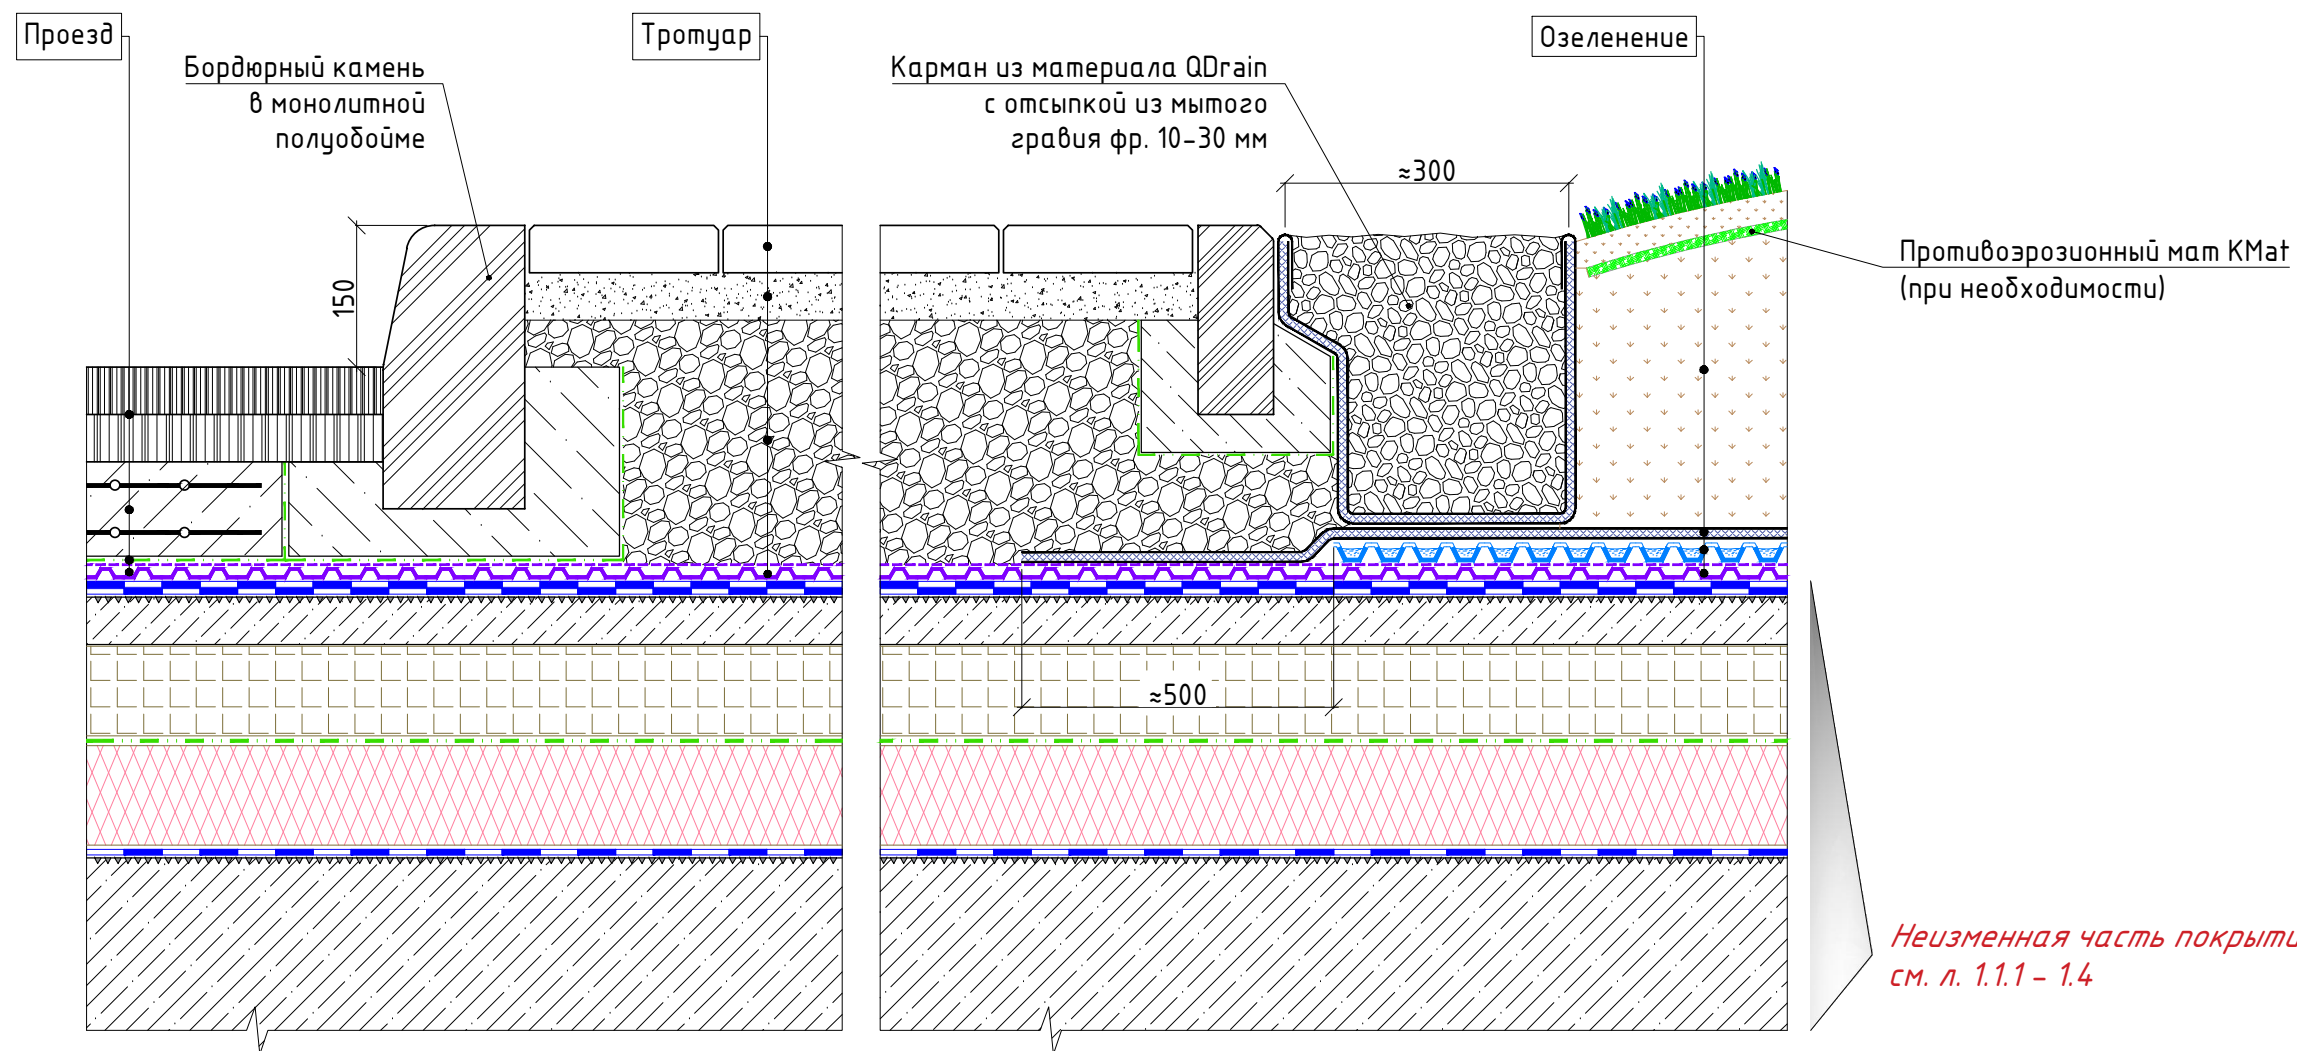 Проезд
Бордюрный камень
в монолитной
полуобойме
Тротуар
Карман из материала QDrain
с отсыпкой из мытого
гравия фр. 10-30 мм
Озеленение
≈300
150
Противоэрозионный мат KMat
(при необходимости)
≈500
Неизменная часть покрыти
см. л. 1.1.1 - 1.4